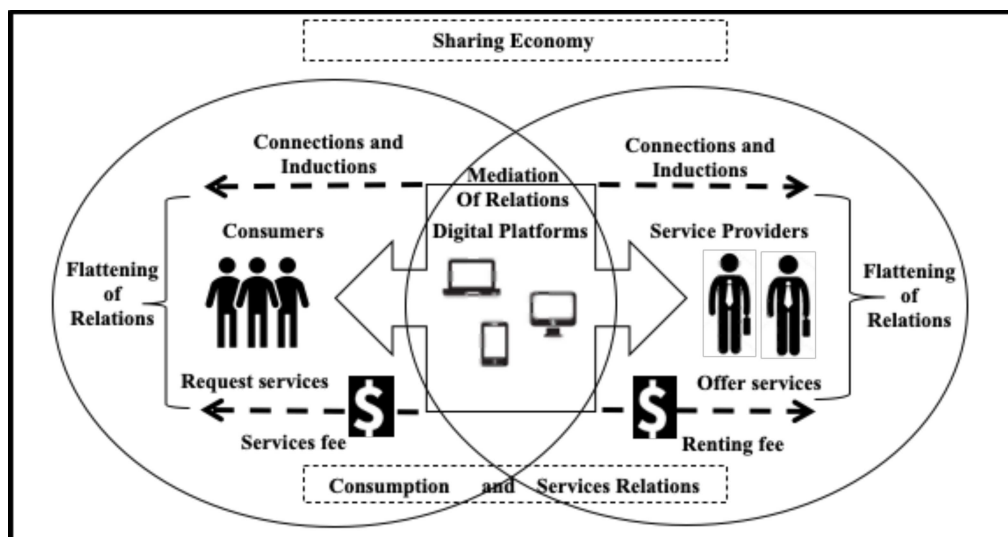 Sharing Economy
Connections and
Inductions
Connections and
Inductions
Mediation
Of Relations
Consumers
Digital Platforms
Service Providers
Flattening
of
Relations
Flattening
of
Relations
Request services
$
$
Offer services
Services fee
Renting fee
Consumption and Services Relations